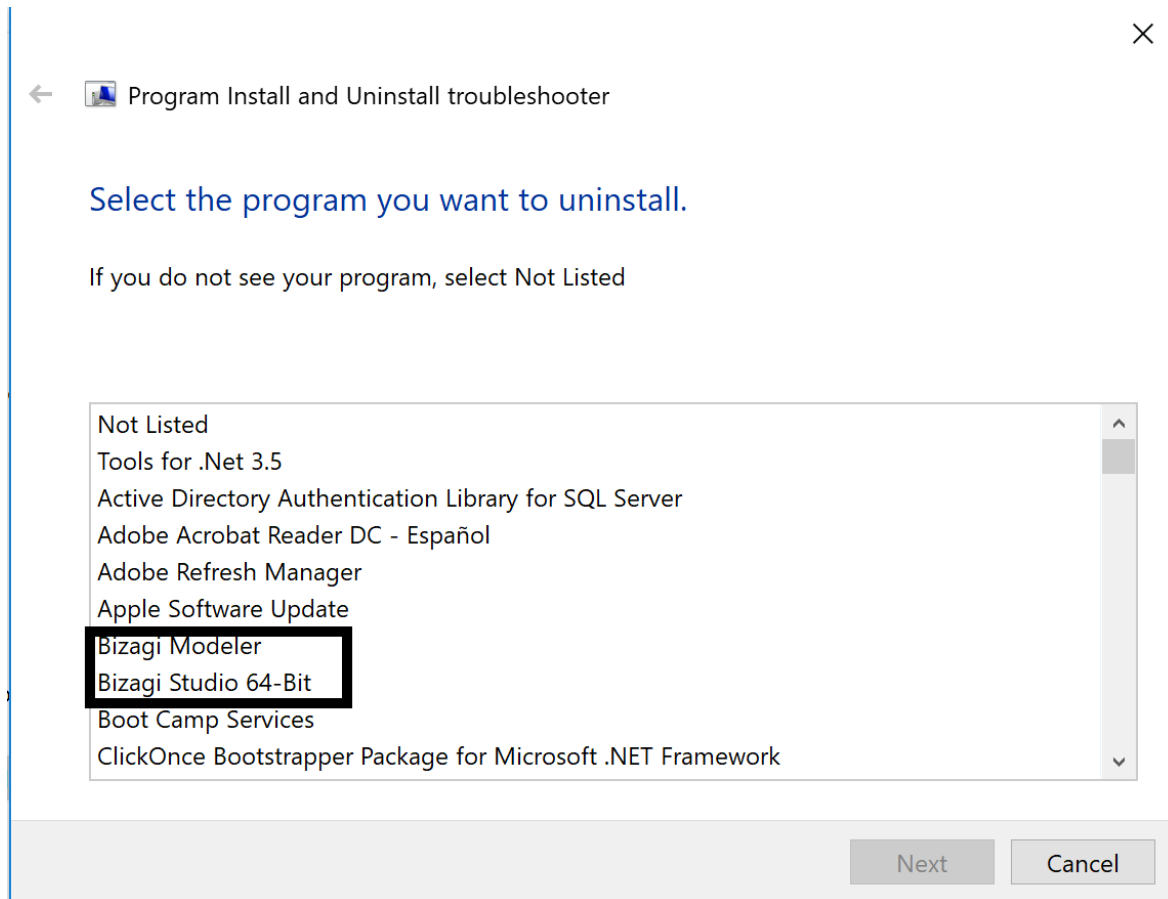 Program Install and Uninstall troubleshooter
Select the program you want to uninstall.
If you do not see your program, select Not Listed
Not Listed
Tools for .Net 3.5
Active Directory Authentication Library for SQL Server
Adobe Acrobat Reader DC - Español
Adobe Refresh Manager
Apple Software Update
Bizagi Modeler
Bizagi Studio 64-Bit
Boot Camp Services
ClickOnce Bootstrapper Package for Microsoft .NET Framework
Next
Cancel